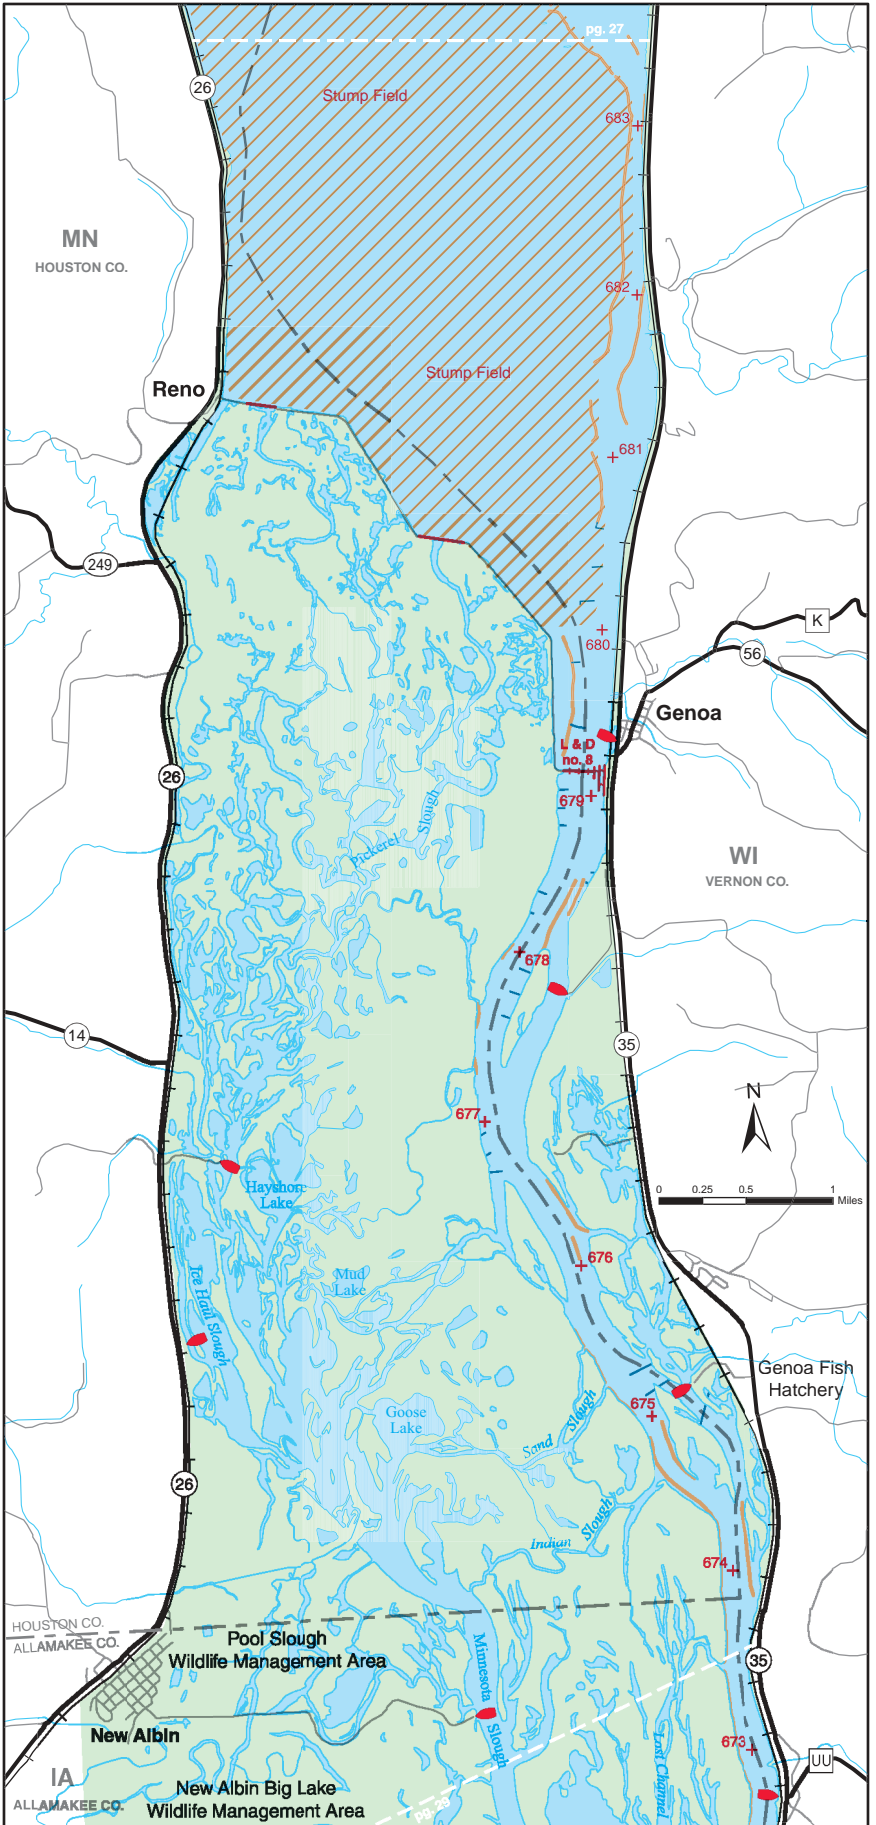 pg. 27
26
Stump Field
683
MN
HOUSTON CO.
682
Stump Field
Reno
681
249
680
K
56
Genoa
L & D
no. 8
26
679
Slough
Pickerel
WI
VERNON CO.
678
14
35
N
677
0 0.25 0.5 1
Miles
Hayshore
Lake
676
Mud
Lake
Ice Haul Slough
Genoa Fish
Hatchery
675
Goose
Lake
Sand Slough
26
Indian Slough
674
HOUSTON CO.
ALLAMAKEE CO.
Pool Slough
Wildlife Management Area
35
Minnesota Slough
New Albin
673
Lost Channel
UU
IA
ALLAMAKEE CO.
New Albin Big Lake
Wildlife Management Area
pg. 29